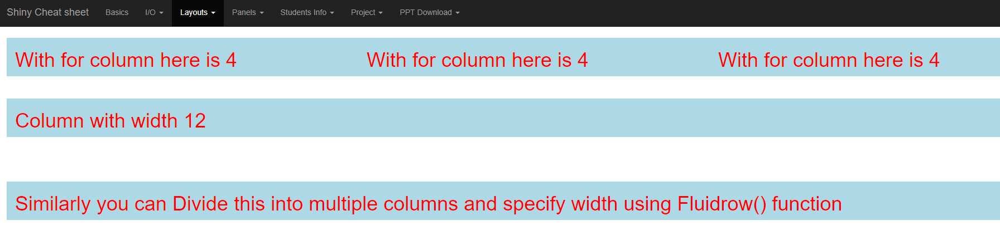 Shiny Cheat sheet Basics I/O Layouts Panels Students Info Project PPT Download
With for column here is 4 With for column here is 4 With for column here is 4
Column with width 12
Similarly you can Divide this into multiple columns and specify width using Fluidrow() function